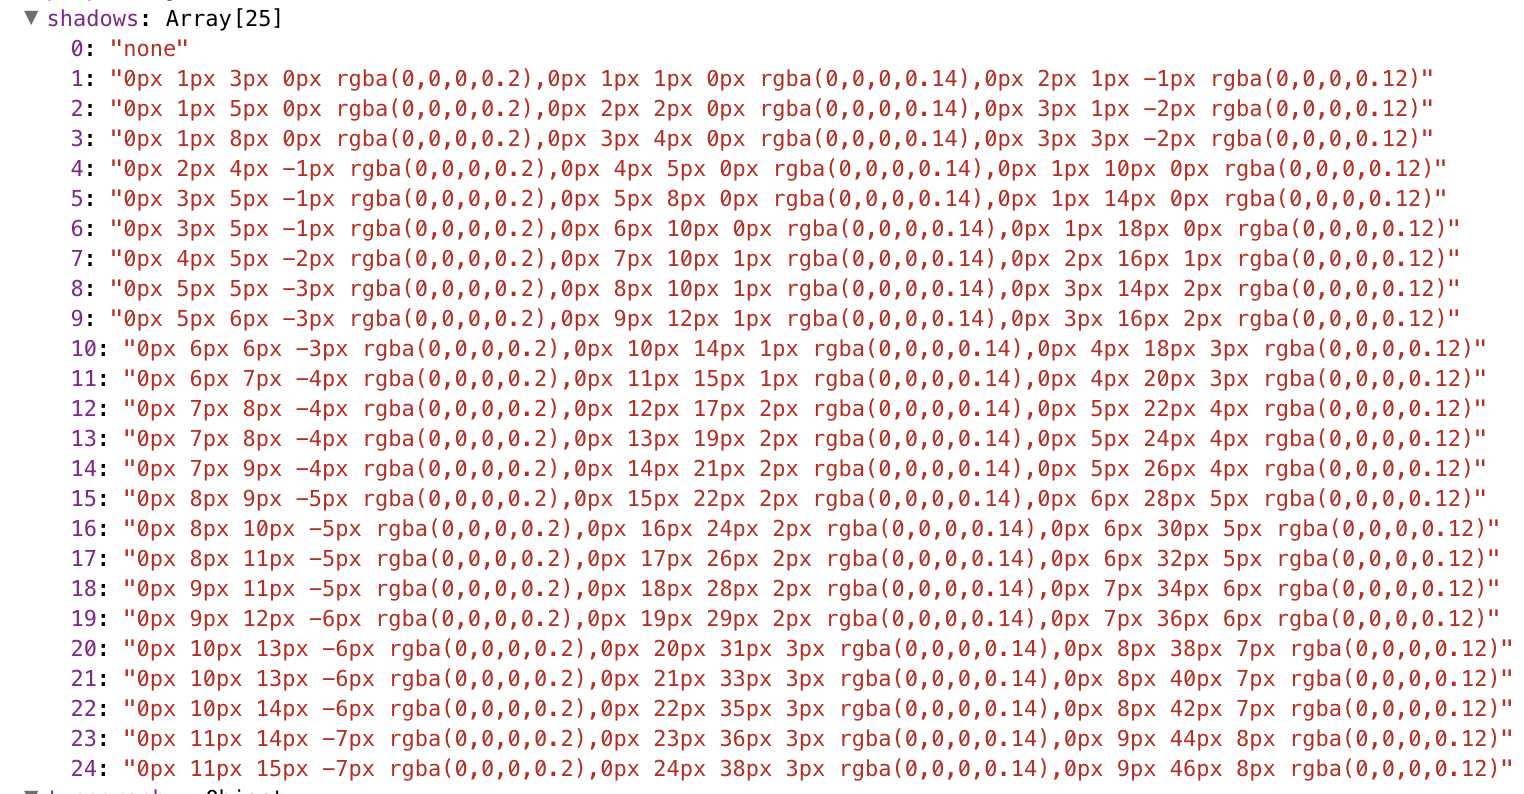 ▼ shadows: Array[25]
0: "none"
1: "0px 1px 3px 0px rgba(0,0,0,0.2),0px 1px 1px 0px rgba(0,0,0,0.14),0px 2px 1px −1px rgba(0,0,0,0.12)"
2: "0px 1px 5px 0px rgba(0,0,0,0.2),0px 2px 2px 0px rgba(0,0,0,0.14),0px 3px 1px −2px rgba(0,0,0,0.12)"
3: "0px 1px 8px 0px rgba(0,0,0,0.2),0px 3px 4px 0px rgba(0,0,0,0.14),0px 3px 3px −2px rgba(0,0,0,0.12)"
4: "0px 2px 4px −1px rgba(0,0,0,0.2),0px 4px 5px 0px rgba(0,0,0,0.14),0px 1px 10px 0px rgba(0,0,0,0.12)"
5: "0px 3px 5px −1px rgba(0,0,0,0.2),0px 5px 8px 0px rgba(0,0,0,0.14),0px 1px 14px 0px rgba(0,0,0,0.12)"
6: "0px 3px 5px −1px rgba(0,0,0,0.2),0px 6px 10px 0px rgba(0,0,0,0.14),0px 1px 18px 0px rgba(0,0,0,0.12)"
7: "0px 4px 5px −2px rgba(0,0,0,0.2),0px 7px 10px 1px rgba(0,0,0,0.14),0px 2px 16px 1px rgba(0,0,0,0.12)"
8: "0px 5px 5px −3px rgba(0,0,0,0.2),0px 8px 10px 1px rgba(0,0,0,0.14),0px 3px 14px 2px rgba(0,0,0,0.12)"
9: "0px 5px 6px −3px rgba(0,0,0,0.2),0px 9px 12px 1px rgba(0,0,0,0.14),0px 3px 16px 2px rgba(0,0,0,0.12)"
10: "0px 6px 6px −3px rgba(0,0,0,0.2),0px 10px 14px 1px rgba(0,0,0,0.14),0px 4px 18px 3px rgba(0,0,0,0.12)"
11: "0px 6px 7px −4px rgba(0,0,0,0.2),0px 11px 15px 1px rgba(0,0,0,0.14),0px 4px 20px 3px rgba(0,0,0,0.12)"
12: "0px 7px 8px −4px rgba(0,0,0,0.2),0px 12px 17px 2px rgba(0,0,0,0.14),0px 5px 22px 4px rgba(0,0,0,0.12)"
13: "0px 7px 8px −4px rgba(0,0,0,0.2),0px 13px 19px 2px rgba(0,0,0,0.14),0px 5px 24px 4px rgba(0,0,0,0.12)"
14: "0px 7px 9px −4px rgba(0,0,0,0.2),0px 14px 21px 2px rgba(0,0,0,0.14),0px 5px 26px 4px rgba(0,0,0,0.12)"
15: "0px 8px 9px −5px rgba(0,0,0,0.2),0px 15px 22px 2px rgba(0,0,0,0.14),0px 6px 28px 5px rgba(0,0,0,0.12)"
16: "0px 8px 10px −5px rgba(0,0,0,0.2),0px 16px 24px 2px rgba(0,0,0,0.14),0px 6px 30px 5px rgba(0,0,0,0.12)"
17: "0px 8px 11px −5px rgba(0,0,0,0.2),0px 17px 26px 2px rgba(0,0,0,0.14),0px 6px 32px 5px rgba(0,0,0,0.12)"
18: "0px 9px 11px −5px rgba(0,0,0,0.2),0px 18px 28px 2px rgba(0,0,0,0.14),0px 7px 34px 6px rgba(0,0,0,0.12)"
19: "0px 9px 12px −6px rgba(0,0,0,0.2),0px 19px 29px 2px rgba(0,0,0,0.14),0px 7px 36px 6px rgba(0,0,0,0.12)"
20: "0px 10px 13px −6px rgba(0,0,0,0.2),0px 20px 31px 3px rgba(0,0,0,0.14),0px 8px 38px 7px rgba(0,0,0,0.12)"
21: "0px 10px 13px −6px rgba(0,0,0,0.2),0px 21px 33px 3px rgba(0,0,0,0.14),0px 8px 40px 7px rgba(0,0,0,0.12)"
22: "0px 10px 14px −6px rgba(0,0,0,0.2),0px 22px 35px 3px rgba(0,0,0,0.14),0px 8px 42px 7px rgba(0,0,0,0.12)"
23: "0px 11px 14px −7px rgba(0,0,0,0.2),0px 23px 36px 3px rgba(0,0,0,0.14),0px 9px 44px 8px rgba(0,0,0,0.12)"
24: "0px 11px 15px −7px rgba(0,0,0,0.2),0px 24px 38px 3px rgba(0,0,0,0.14),0px 9px 46px 8px rgba(0,0,0,0.12)"